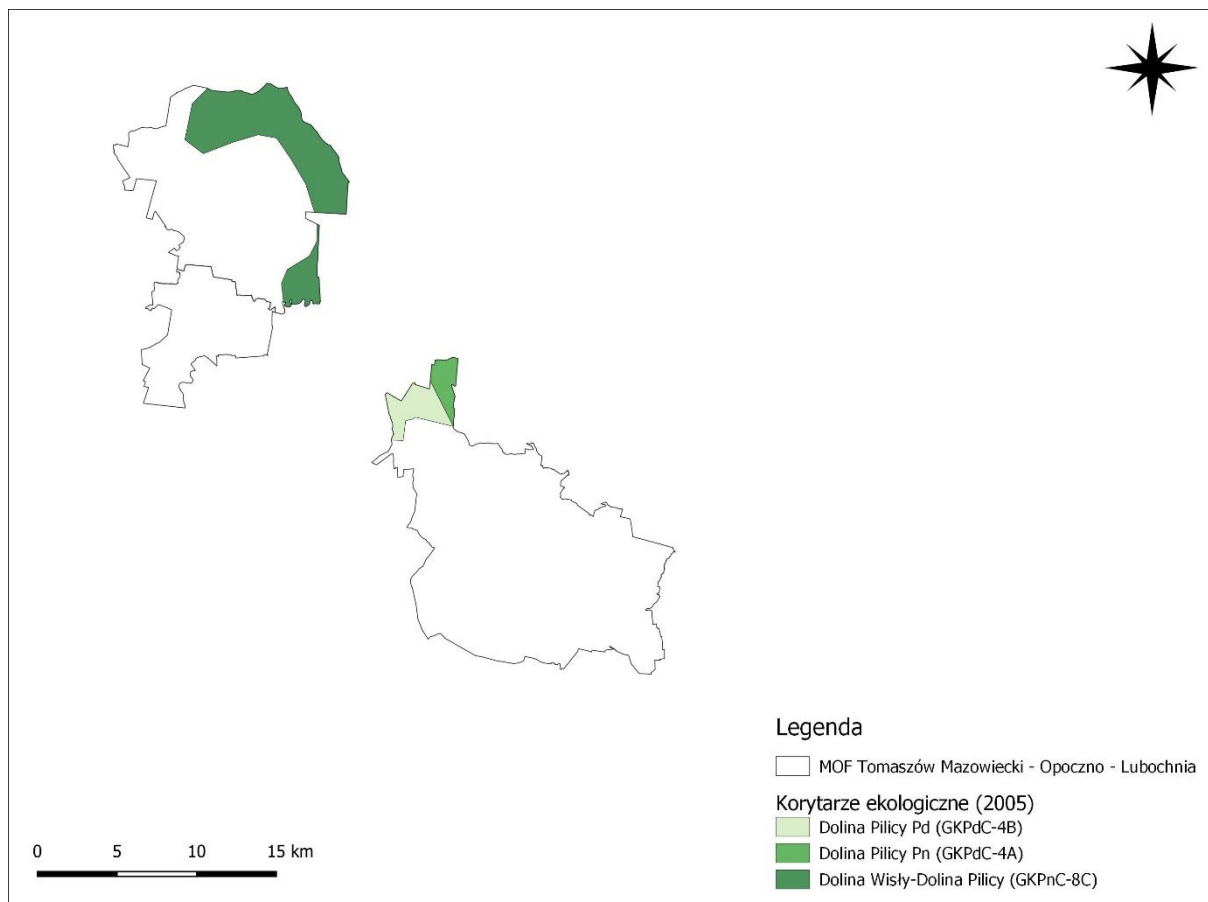 Legenda
MOF Tomaszów Mazowiecki - Opoczno - Lubochnia
Korytarze ekologiczne (2005)
Dolina Pilicy Pd (GKPdC-4B)
Dolina Pilicy Pn (GKPdC-4A)
Dolina Wisły-Dolina Pilicy (GKPnC-8C)
0 5 10 15 km